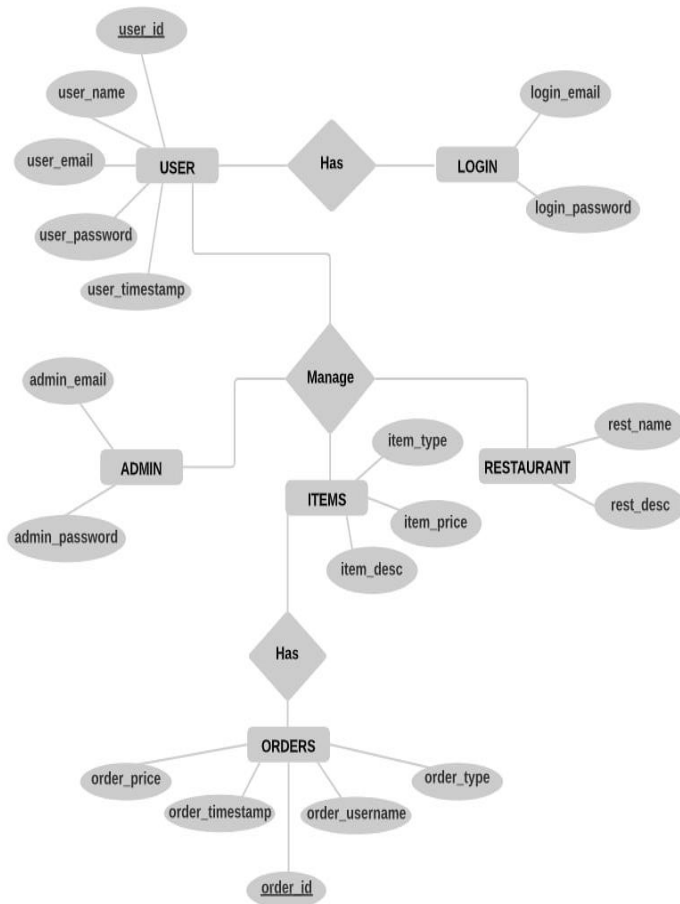 user_id
user_name
login_email
user_email
USER
Has
LOGIN
user_password
login_password
user_timestamp
admin_email
Manage
rest_name
item_type
ADMIN
RESTAURANT
ITEMS
rest_desc
item_price
admin_password
item_desc
Has
ORDERS
order_price
order_type
order_timestamp
order_username
order_id